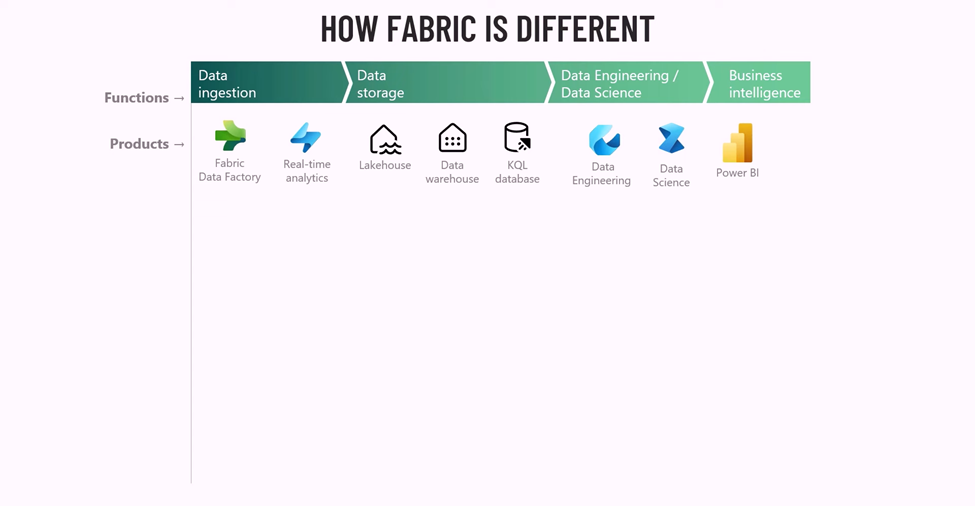 HOW FABRIC IS DIFFERENT
Functions →
Data
ingestion
Data
storage
Data Engineering /
Data Science
Business
intelligence
Products →
Fabric
Data Factory
Real-time
analytics
Lakehouse
Data
warehouse
KQL
database
Data
Engineering
Data
Science
Power BI